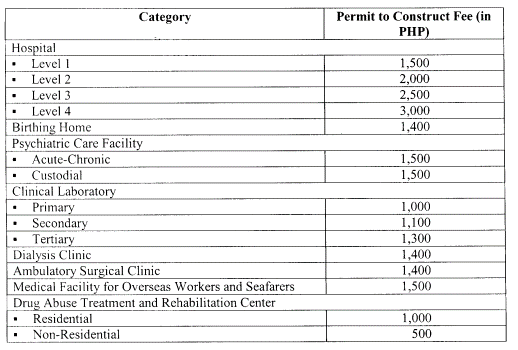 Category Permit to Construct Fee (in
PHP)
Hospital
▪ Level 1 1,500
▪ Level 2 2,000
▪ Level 3 2,500
▪ Level 4 3,000
Birthing Home 1,400
Psychiatric Care Facility
▪ Acute-Chronic 1,500
▪ Custodial 1,500
Clinical Laboratory
▪ Primary 1,000
▪ Secondary 1,100
▪ Tertiary 1,300
Dialysis Clinic 1,400
Ambulatory Surgical Clinic 1,400
Medical Facility for Overseas Workers and Seafarers 1,500
Drug Abuse Treatment and Rehabilitation Center
▪ Residential 1,000
▪ Non-Residential 500